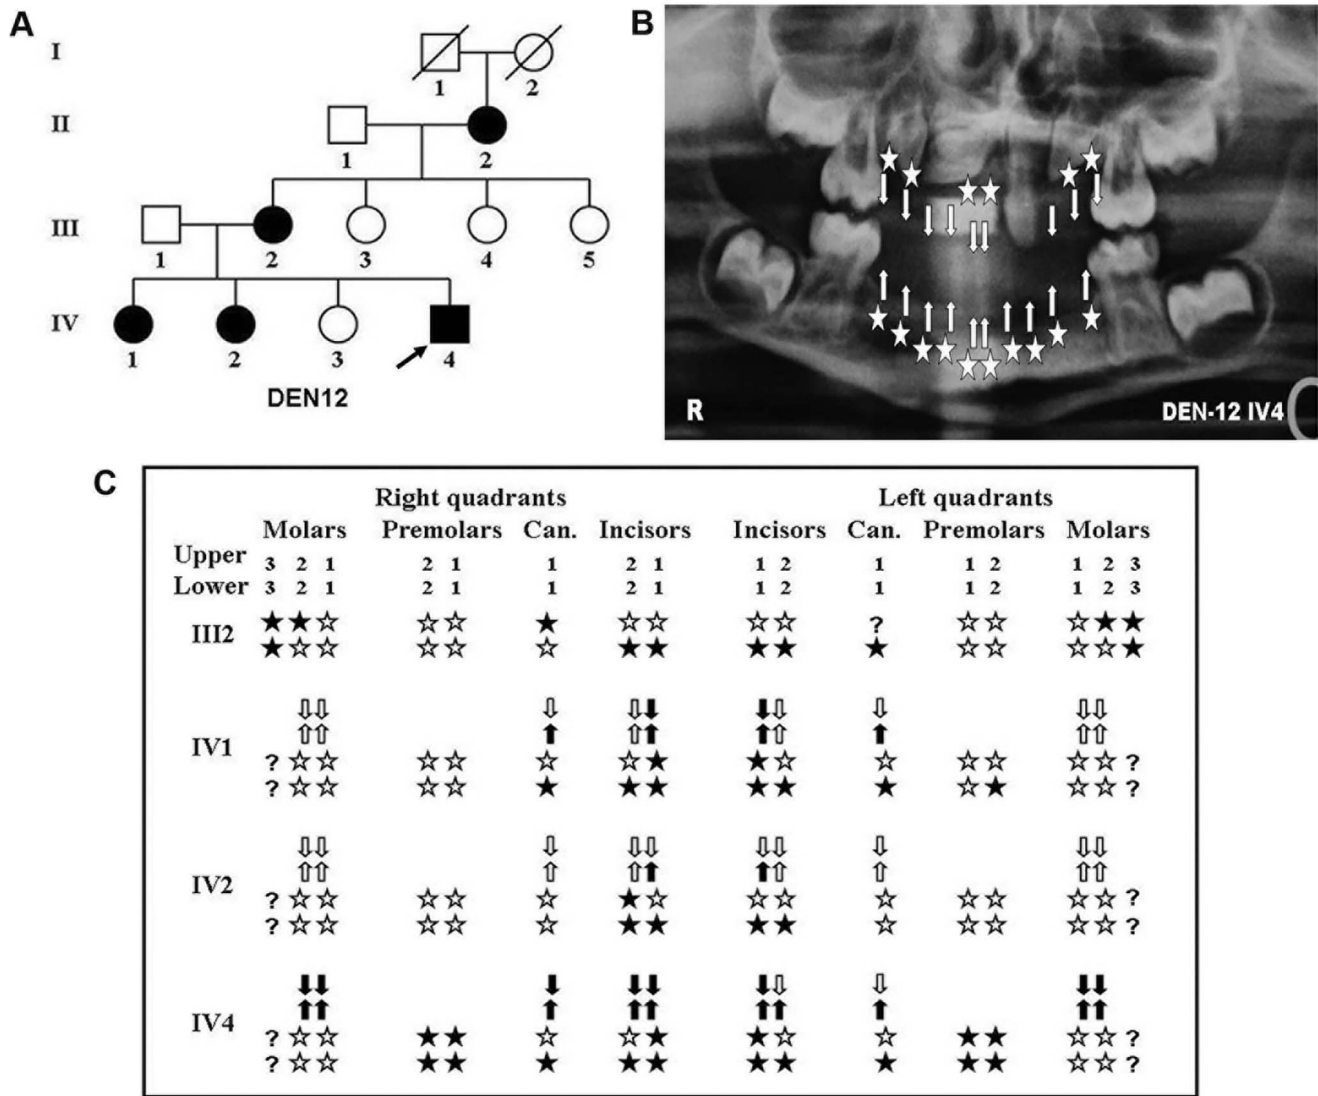 A
I
1 2
II
1 2
III
1 2 3 4 5
IV
1 2 3 4
DEN12
B
R
DEN-12 IV4
C
Right quadrants Left quadrants
Molars Premolars Can. Incisors Incisors Can. Premolars Molars
Upper 3 2 1 2 1 1 2 1 1 2 1 1 2 1 2 3
Lower 3 2 1 2 1 1 2 1 1 2 1 1 2 1 2 3
III2
?
IV1
? ?
? ?
IV2
? ?
? ?
IV4
? ?
? ?